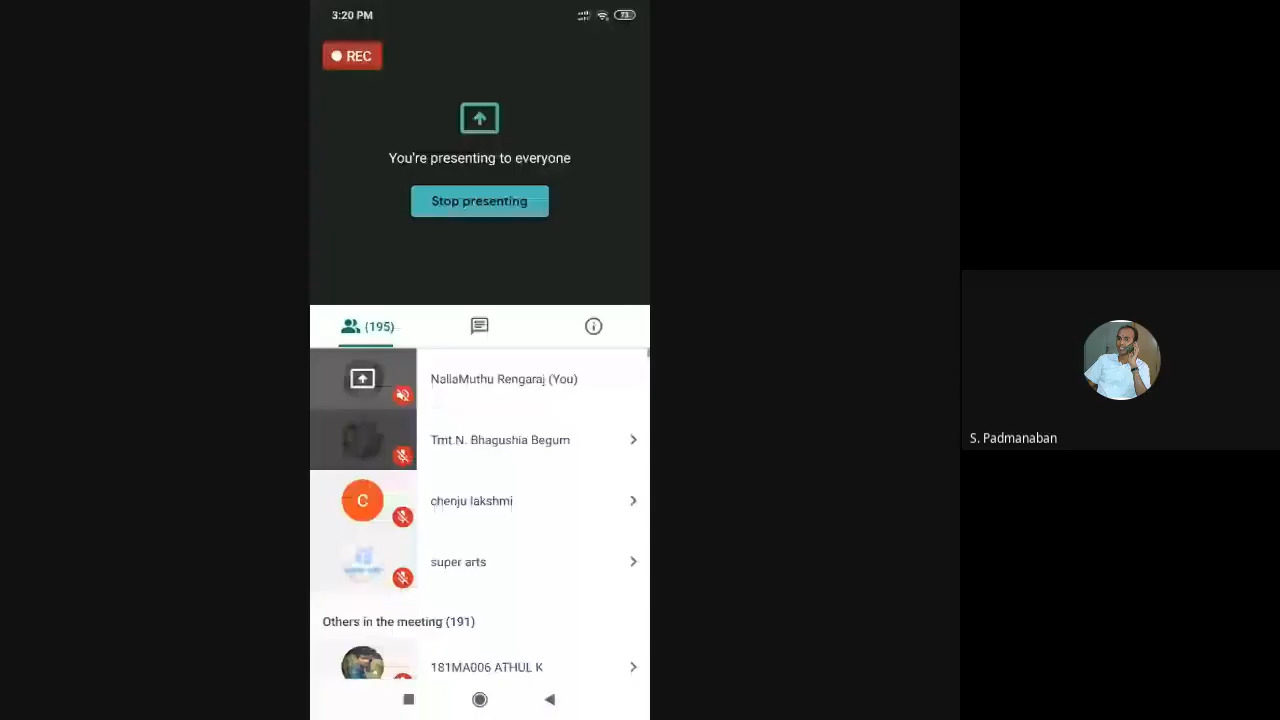 3:20 PM
73
REC
You're presenting to everyone
Stop presenting
(195)
NallaMuthu Rengaraj (You)
Tmt.N. Bhagushia Begum
C
chenju lakshmi
super arts
Others in the meeting (191)
181MA006 ATHUL K
S. Padmanaban